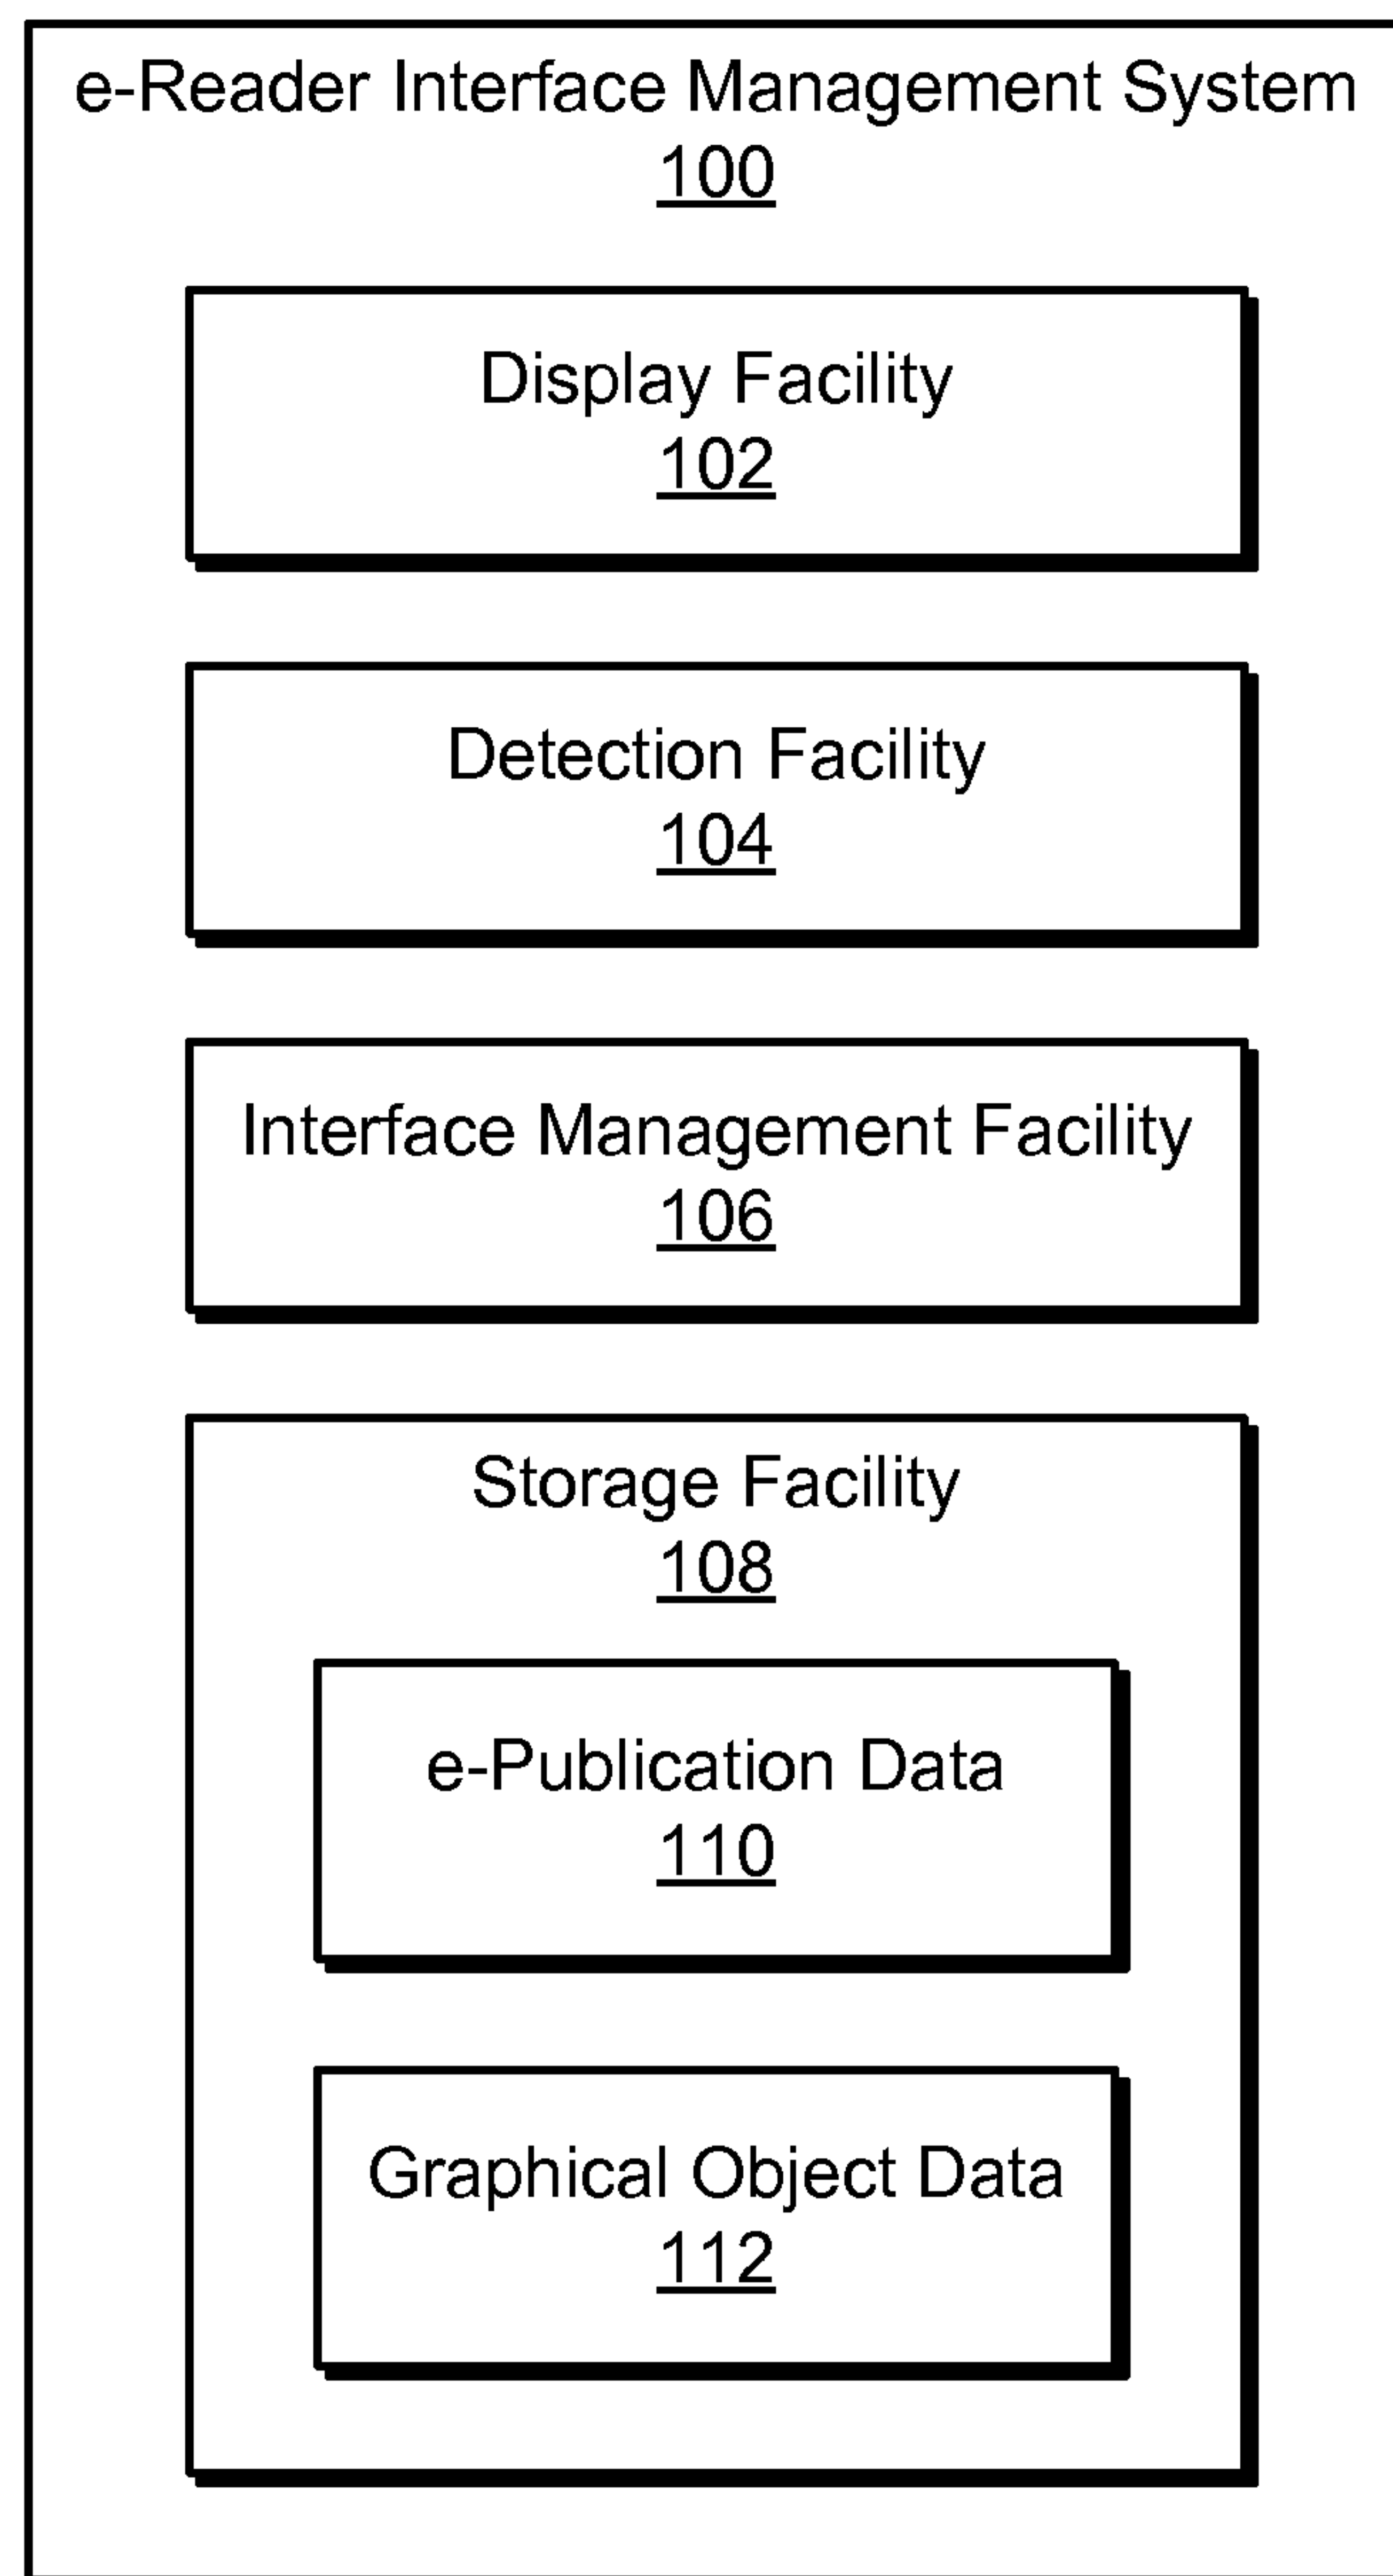 e-Reader Interface Management System
100
Display Facility
102
Detection Facility
104
Interface Management Facility
106
Storage Facility
108
e-Publication Data
110
Graphical Object Data
112